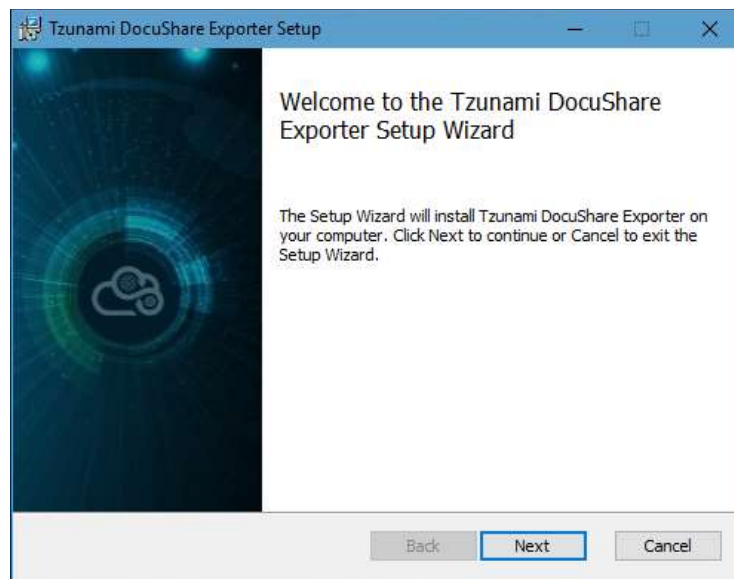 Tzunami DocuShare Exporter Setup
Welcome to the Tzunami DocuShare
Exporter Setup Wizard
The Setup Wizard will install Tzunami DocuShare Exporter on
your computer. Click Next to continue or Cancel to exit the
Setup Wizard.
Back
Next
Cancel